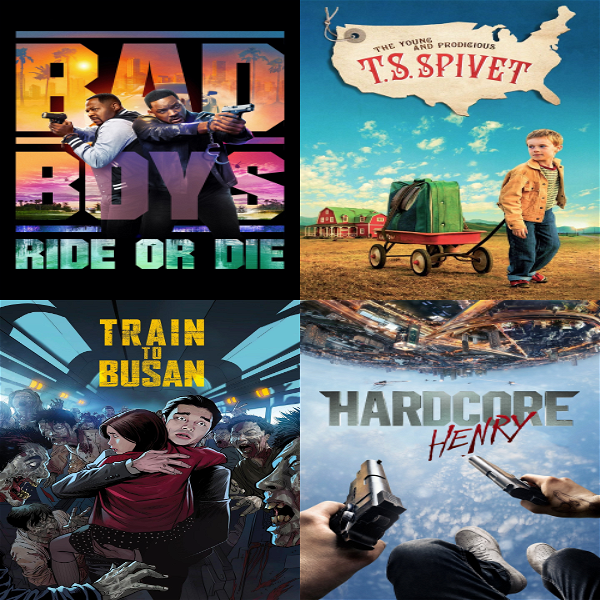 BAD
BOYS
RIDE OR DIE
THE YOUNG
AND PRODIGIOUS
T.S. SPIVET
TRAIN
TO
BUSAN
HARDCORE
HENRY